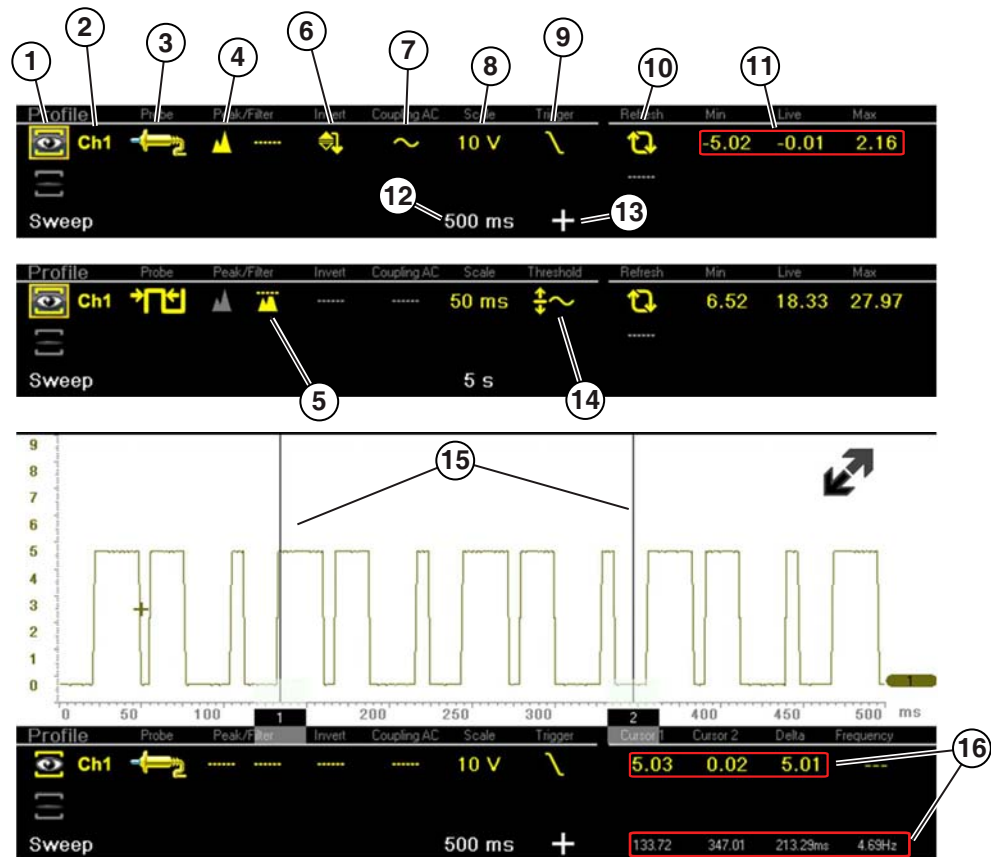 1 2 3 4 6 7 8 9 10 11
Profile Probe Peak/Filter Invert Coupling AC Scale Trigger Refresh Min Live Max
Ch1 2 ------ 10 V ------ -5.02 -0.01 2.16
12 500 ms 13
Sweep
Profile Probe Peak/Filter Invert Coupling AC Scale Threshold Refresh Min Live Max
Ch1 ------ ------ 50 ms ------ 6.52 18.33 27.97
Sweep 5 s
5 14
9
8
7
6
5
4
3
2
1
0
15
1
0 50 100 1 200 250 300 2 400 450 500 ms
Profile Probe Peak/Filter Invert Coupling AC Scale Trigger Cursor 1 Cursor 2 Delta Frequency
Ch1 2 ------ ------ ------ ------ 10 V 5.03 0.02 5.01 ---
16
Sweep 500 ms 133.72 347.01 213.29ms 4.69Hz